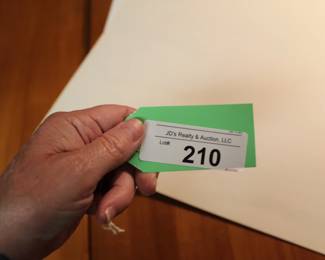 JD's Realty & Auction, LLC
Lot#
210